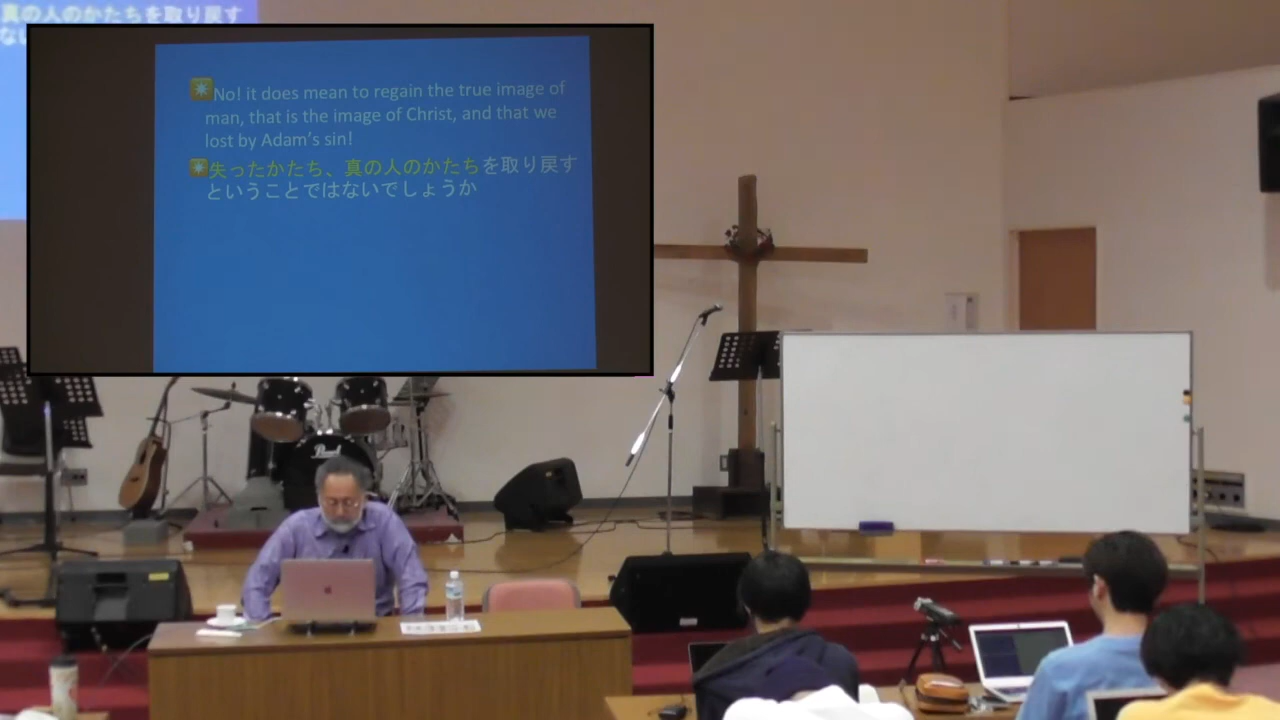 真の人のかたちを取り戻す
No! it does mean to regain the true image of
man, that is the image of Christ, and that we
lost by Adam's sin!
失ったかたち、真の人のかたちを取り戻す
ということではないでしょうか
Pearl